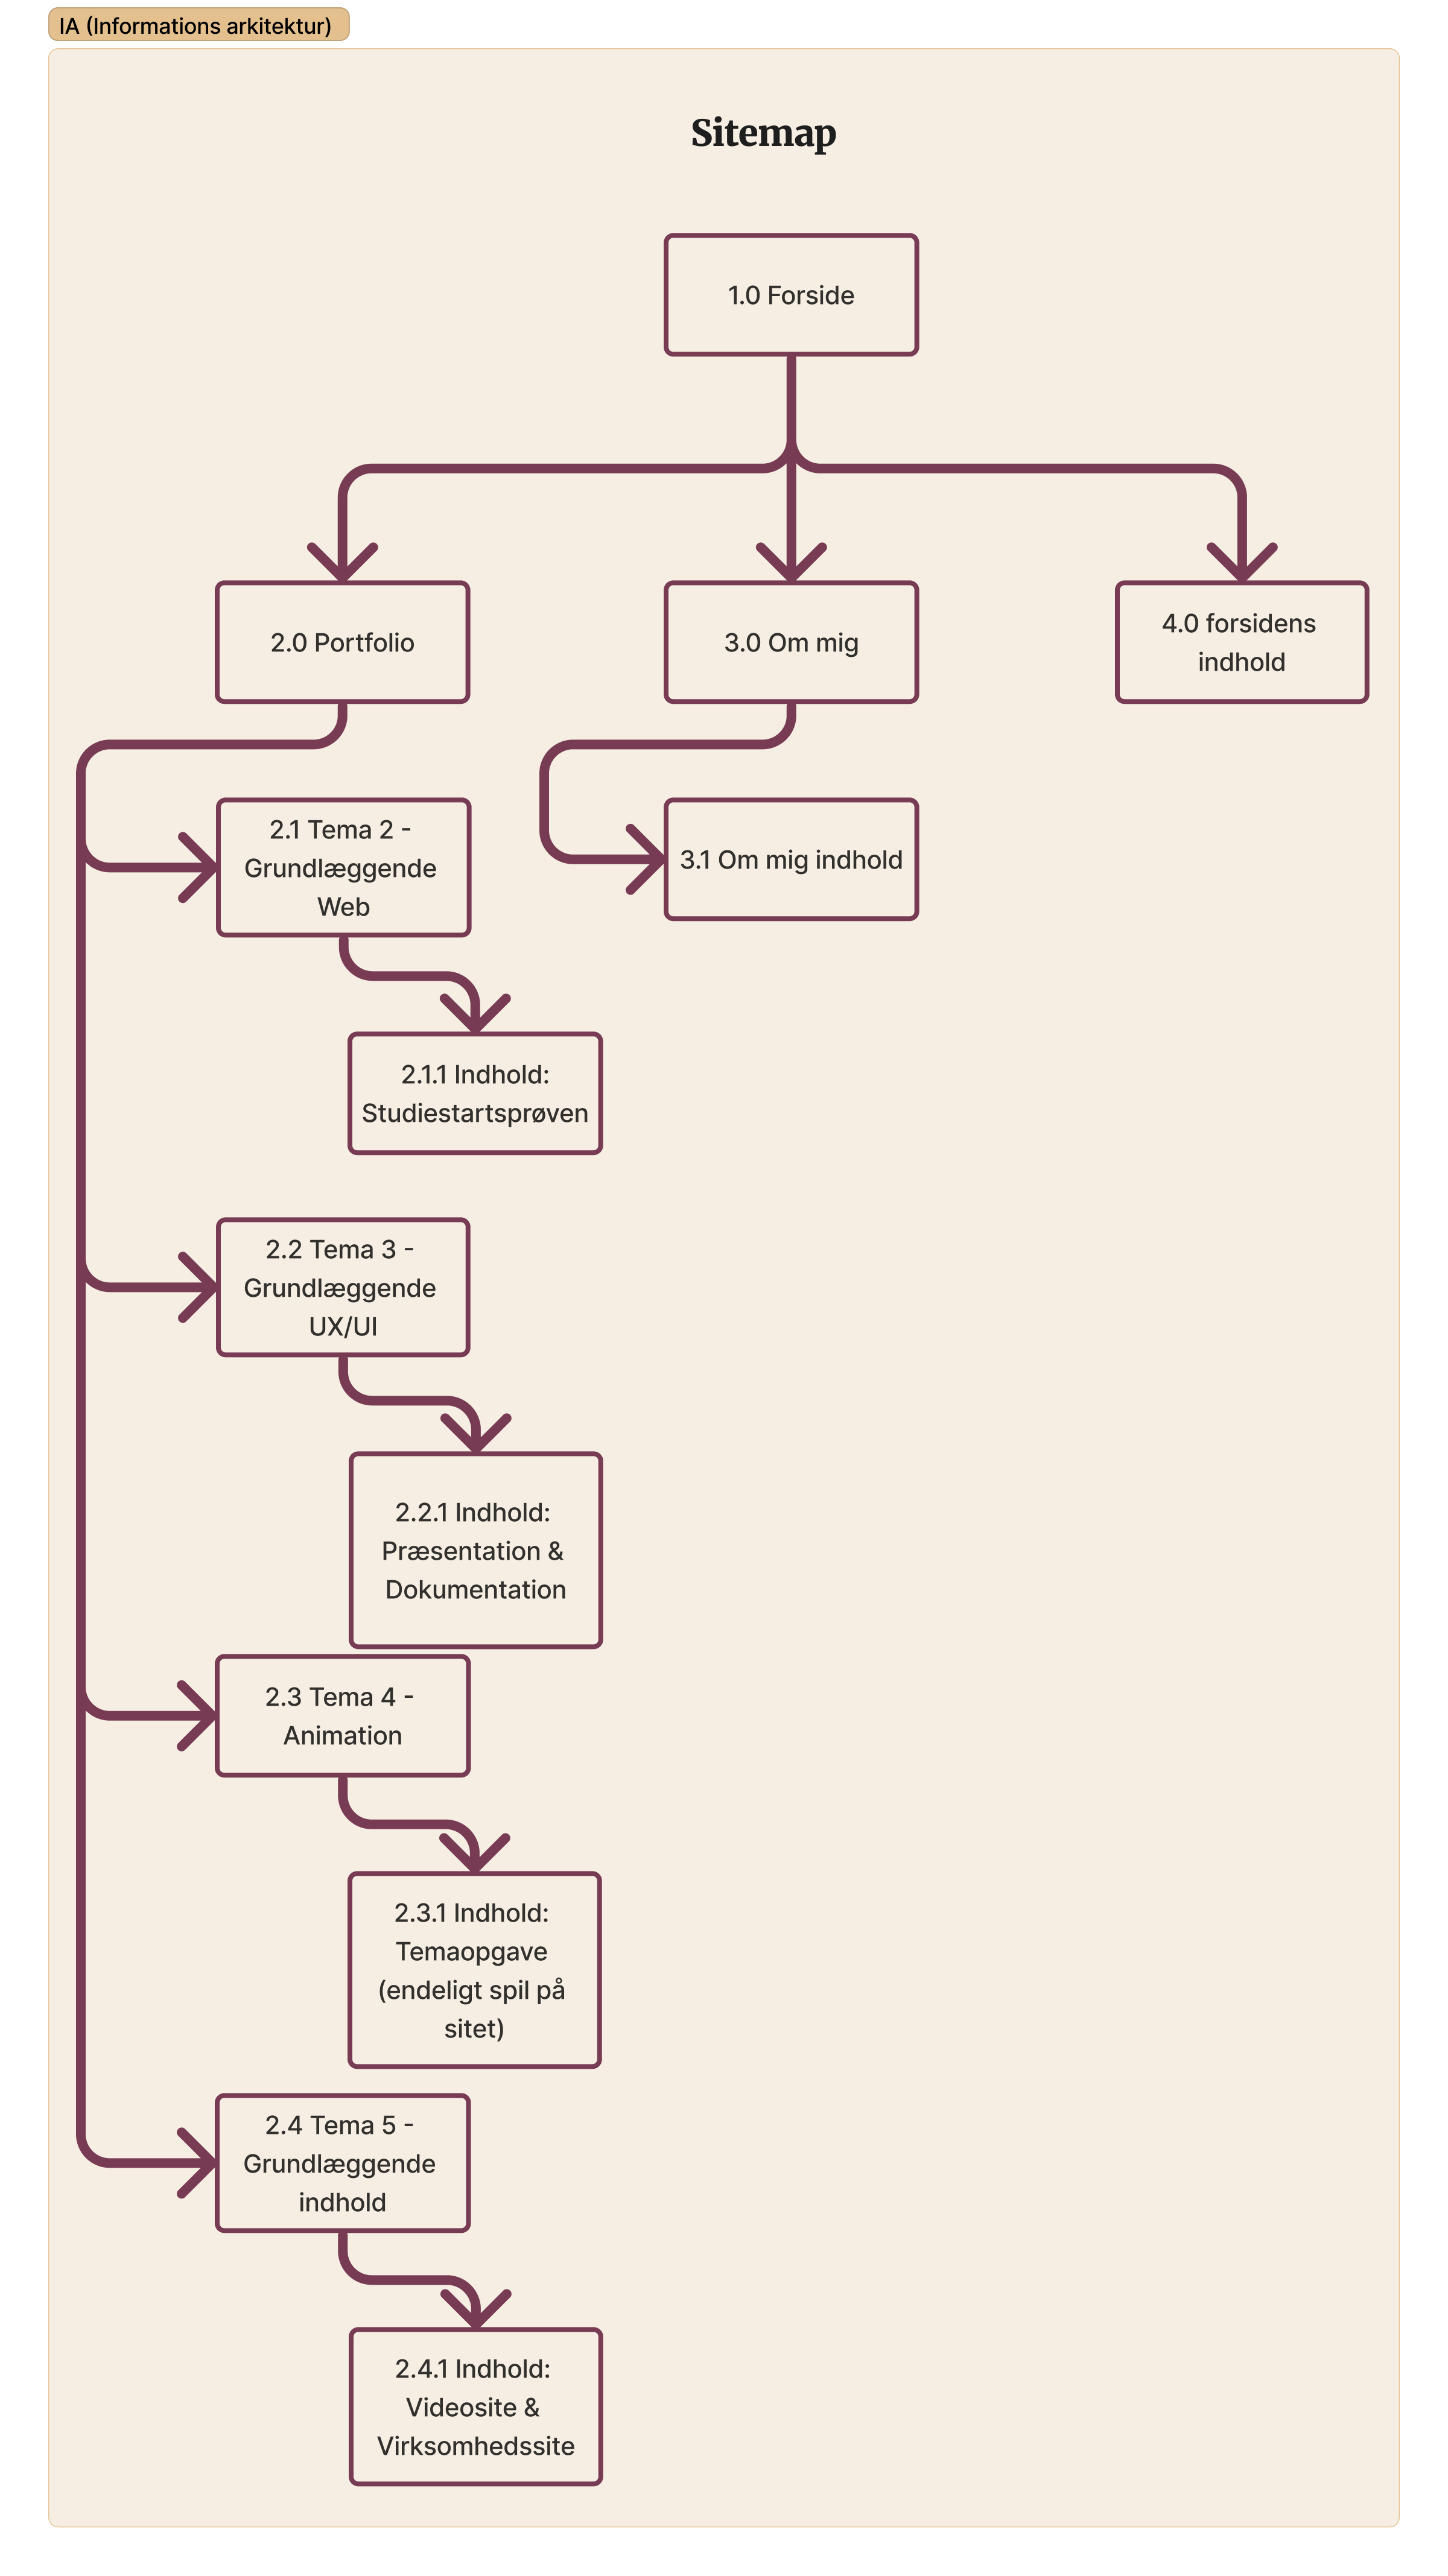 IA (Informations arkitektur)
Sitemap
1.0 Forside
2.0 Portfolio
3.0 Om mig
4.0 forsidens
indhold
2.1 Tema 2 -
Grundlæggende
Web
3.1 Om mig indhold
2.1.1 Indhold:
Studiestartsprøven
2.2 Tema 3 -
Grundlæggende
UX/UI
2.2.1 Indhold:
Præsentation &
Dokumentation
2.3 Tema 4 -
Animation
2.3.1 Indhold:
Temaopgave
(endeligt spil på
sitet)
2.4 Tema 5 -
Grundlæggende
indhold
2.4.1 Indhold:
Videosite &
Virksomhedssite